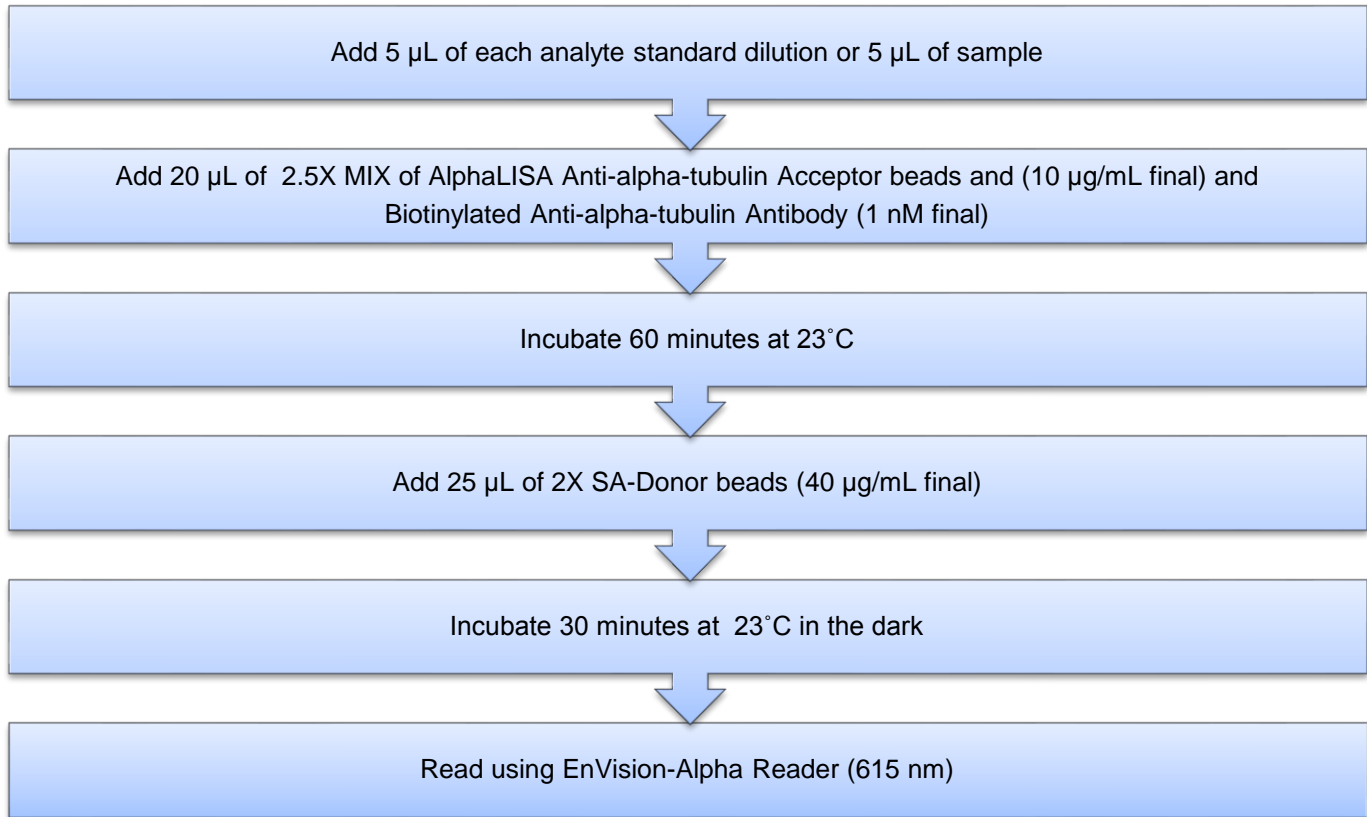 Add 5 µL of each analyte standard dilution or 5 µL of sample
Add 20 µL of 2.5X MIX of AlphaLISA Anti-alpha-tubulin Acceptor beads and (10 µg/mL final) and
Biotinylated Anti-alpha-tubulin Antibody (1 nM final)
Incubate 60 minutes at 23˚C
Add 25 µL of 2X SA-Donor beads (40 µg/mL final)
Incubate 30 minutes at 23˚C in the dark
Read using EnVision-Alpha Reader (615 nm)